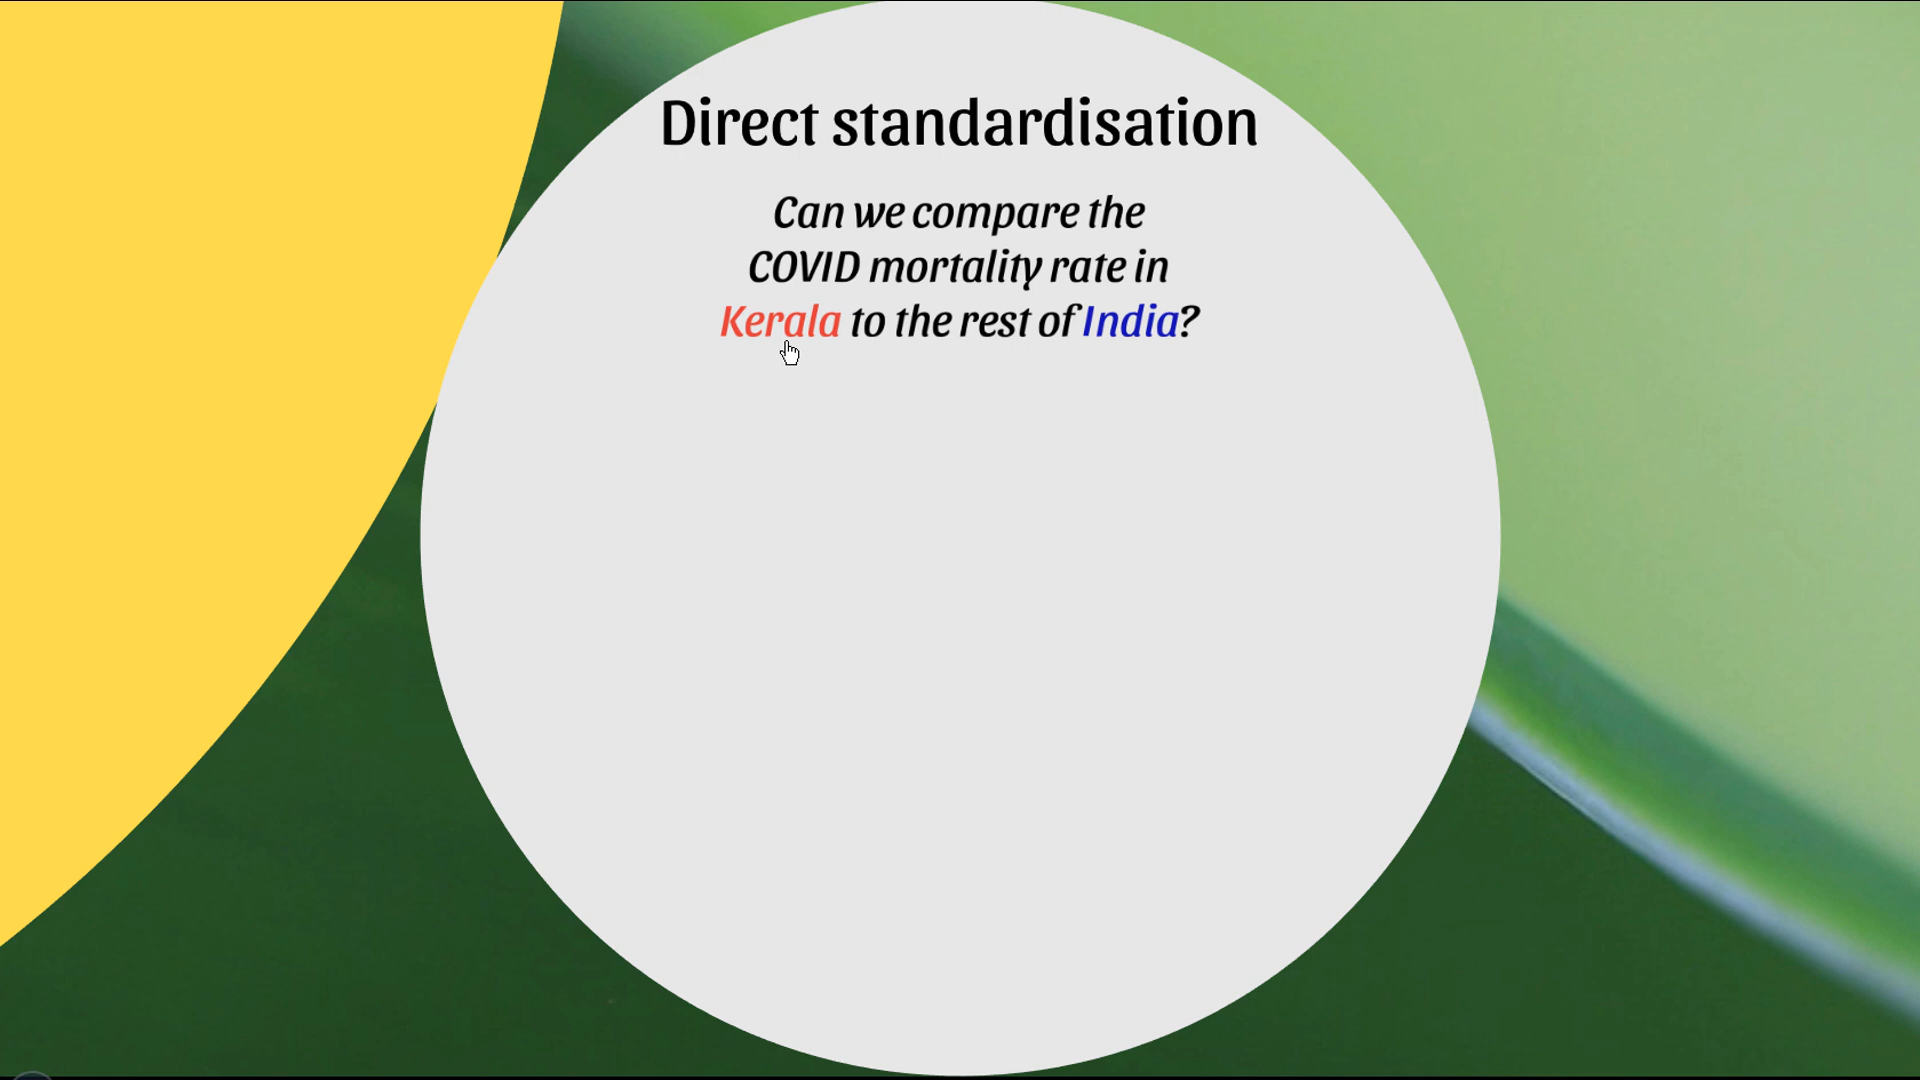 Direct standardisation
Can we compare the
COVID mortality rate in
Kerala to the rest of India?